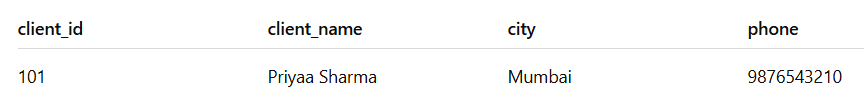 client_id client_name city phone
101 Priyaa Sharma Mumbai 9876543210